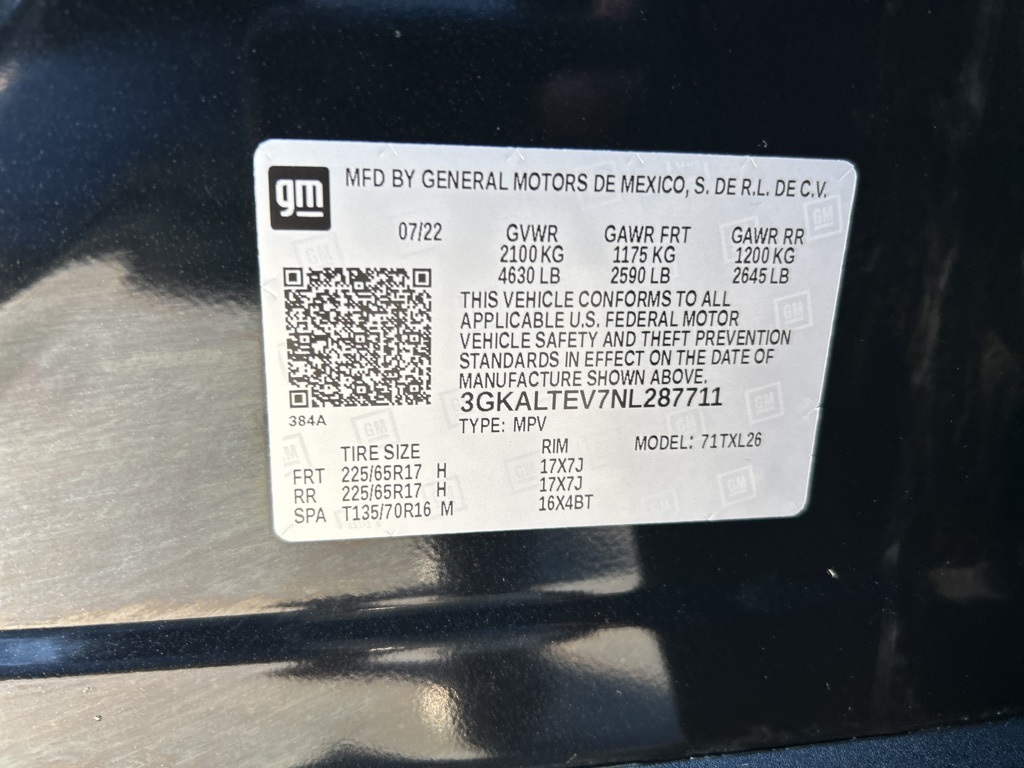 gm
MFD BY GENERAL MOTORS DE MEXICO, S. DE R.L. DE C.V.
07/22 GVWR GAWR FRT GAWR RR
2100 KG 1175 KG 1200 KG
4630 LB 2590 LB 2645 LB
THIS VEHICLE CONFORMS TO ALL
APPLICABLE U.S. FEDERAL MOTOR
VEHICLE SAFETY AND THEFT PREVENTION
STANDARDS IN EFFECT ON THE DATE OF
MANUFACTURE SHOWN ABOVE.
3GKALTEV7NL287711
384A
TYPE: MPV
TIRE SIZE RIM MODEL: 71TXL26
FRT 225/65R17 H 17X7J
RR 225/65R17 H 17X7J
SPA T135/70R16 M 16X4BT